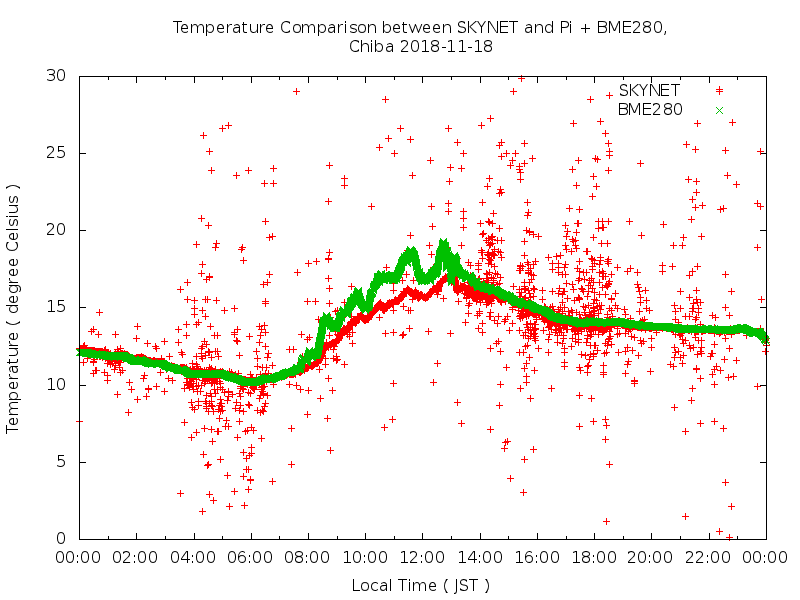 Temperature Comparison between SKYNET and Pi + BME280,
Chiba 2018-11-18
30
25
20
15
10
5
0
Temperature ( degree Celsius )
SKYNET
BME280
00:00 02:00 04:00 06:00 08:00 10:00 12:00 14:00 16:00 18:00 20:00 22:00 00:00
Local Time ( JST )